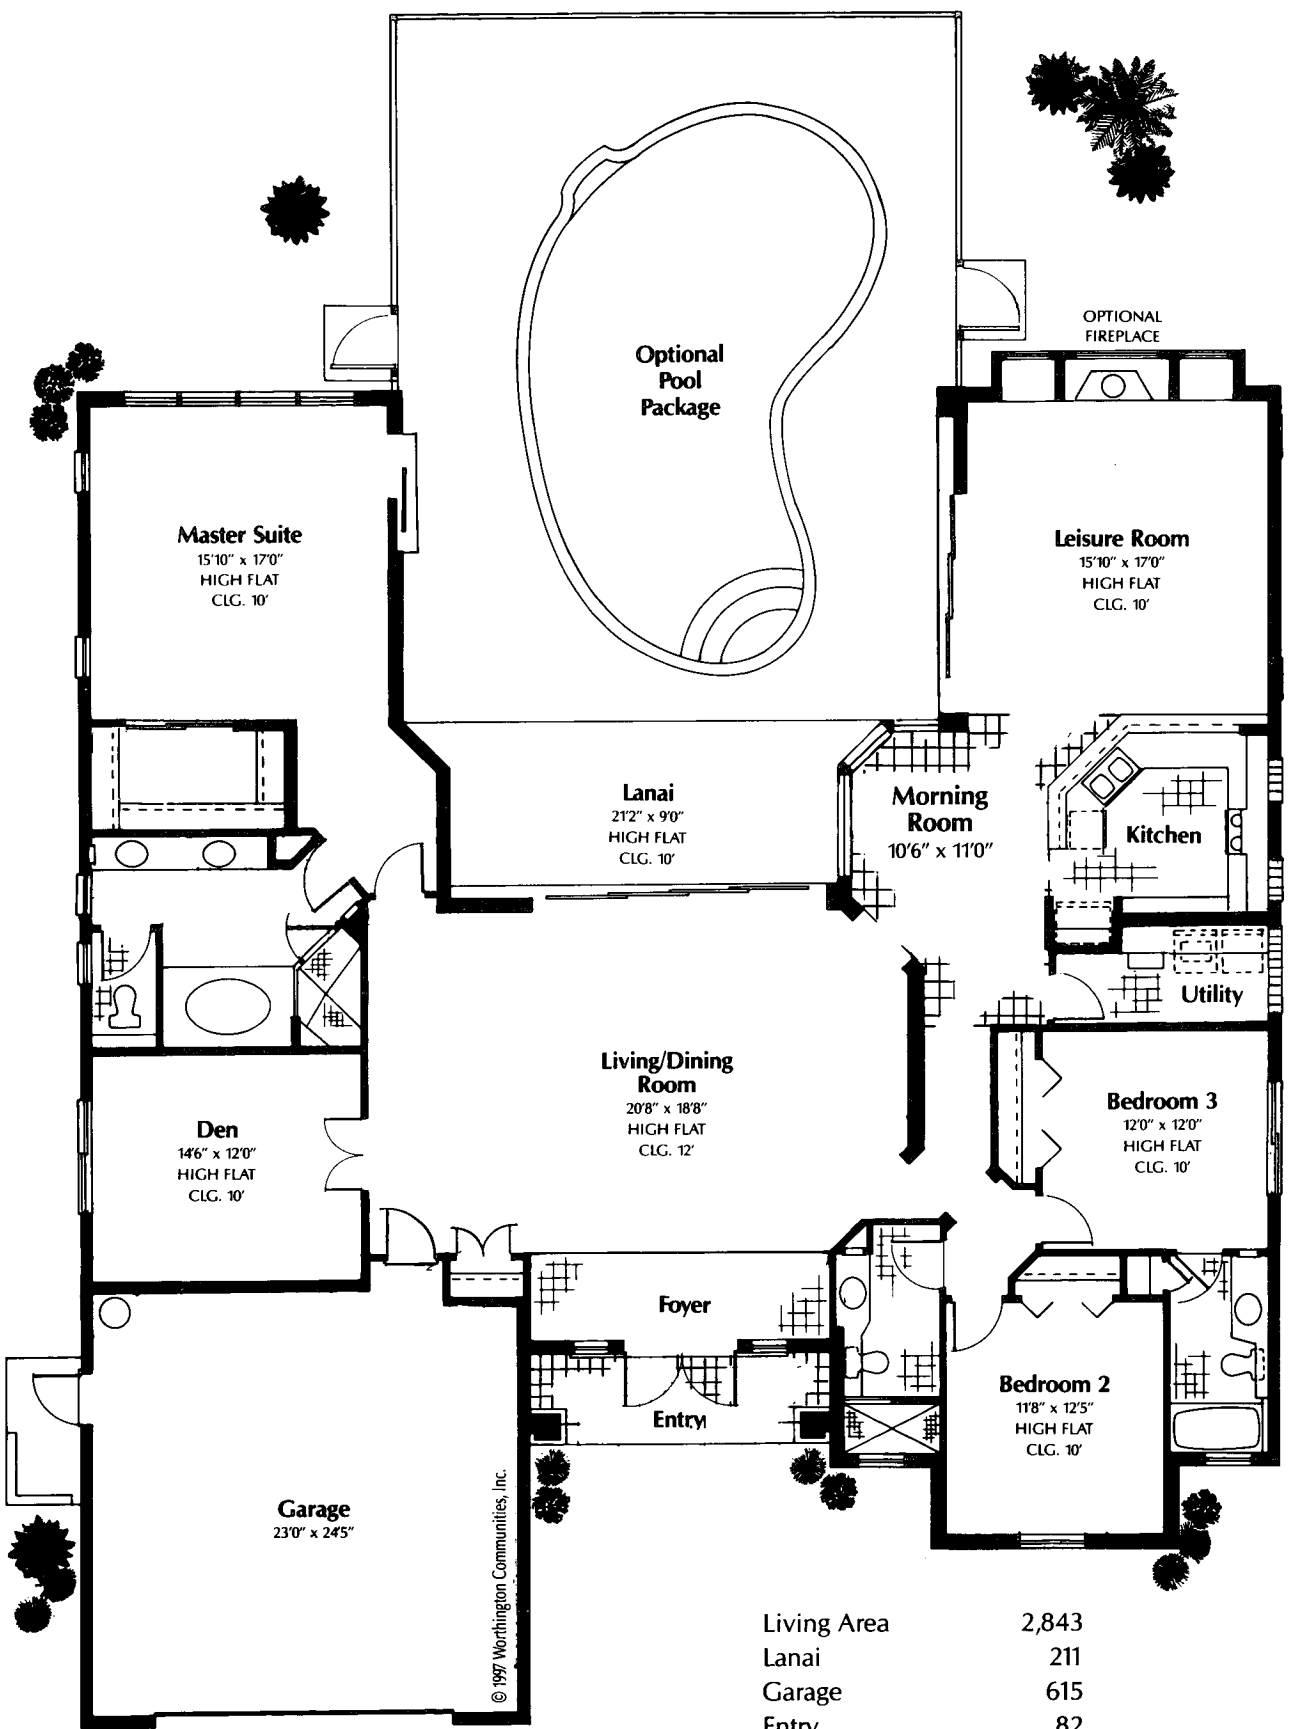 OPTIONAL
FIREPLACE
Optional
Pool
Package
Master Suite
15'10" x 17'0"
HIGH FLAT
CLG. 10'
Leisure Room
15'10" x 17'0"
HIGH FLAT
CLG. 10'
Lanai
21'2" x 9'0"
HIGH FLAT
CLG. 10'
Morning
Room
10'6" x 11'0"
Kitchen
Utility
Living/Dining
Room
20'8" x 18'8"
HIGH FLAT
CLG. 12'
Den
14'6" x 12'0"
HIGH FLAT
CLG. 10'
Bedroom 3
12'0" x 12'0"
HIGH FLAT
CLG. 10'
Foyer
Entry
Bedroom 2
11'8" x 12'5"
HIGH FLAT
CLG. 10'
Garage
23'0" x 24'5"
© 1997 Worthington Communities, Inc.
Living Area 2,843
Lanai 211
Garage 615
Entry 82